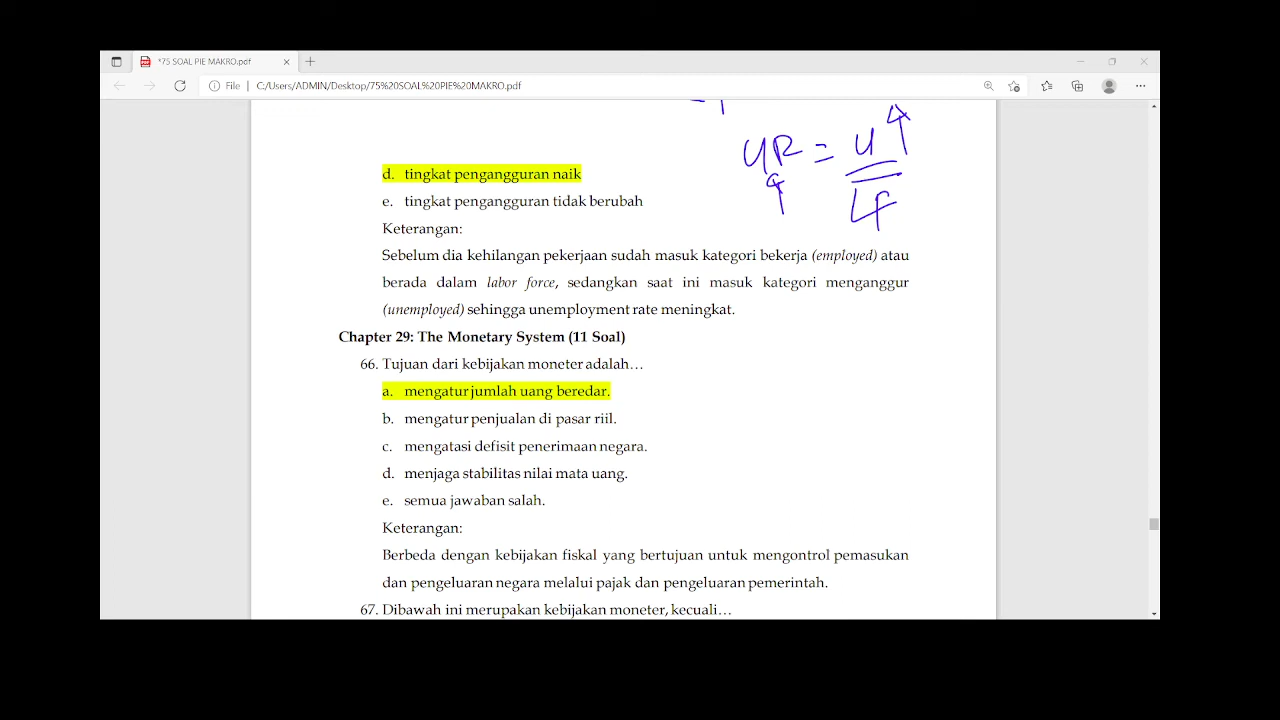 *75 SOAL PIE MAKRO.pdf
File | C:/Users/ADMIN/Desktop/75%20SOAL%20PIE%20MAKRO.pdf
UR = U
LF
d. tingkat pengangguran naik
e. tingkat pengangguran tidak berubah
Keterangan:
Sebelum dia kehilangan pekerjaan sudah masuk kategori bekerja (employed) atau
berada dalam labor force, sedangkan saat ini masuk kategori menganggur
(unemployed) sehingga unemployment rate meningkat.
Chapter 29: The Monetary System (11 Soal)
66. Tujuan dari kebijakan moneter adalah…
a. mengatur jumlah uang beredar.
b. mengatur penjualan di pasar riil.
c. mengatasi defisit penerimaan negara.
d. menjaga stabilitas nilai mata uang.
e. semua jawaban salah.
Keterangan:
Berbeda dengan kebijakan fiskal yang bertujuan untuk mengontrol pemasukan
dan pengeluaran negara melalui pajak dan pengeluaran pemerintah.
67. Dibawah ini merupakan kebijakan moneter, kecuali…